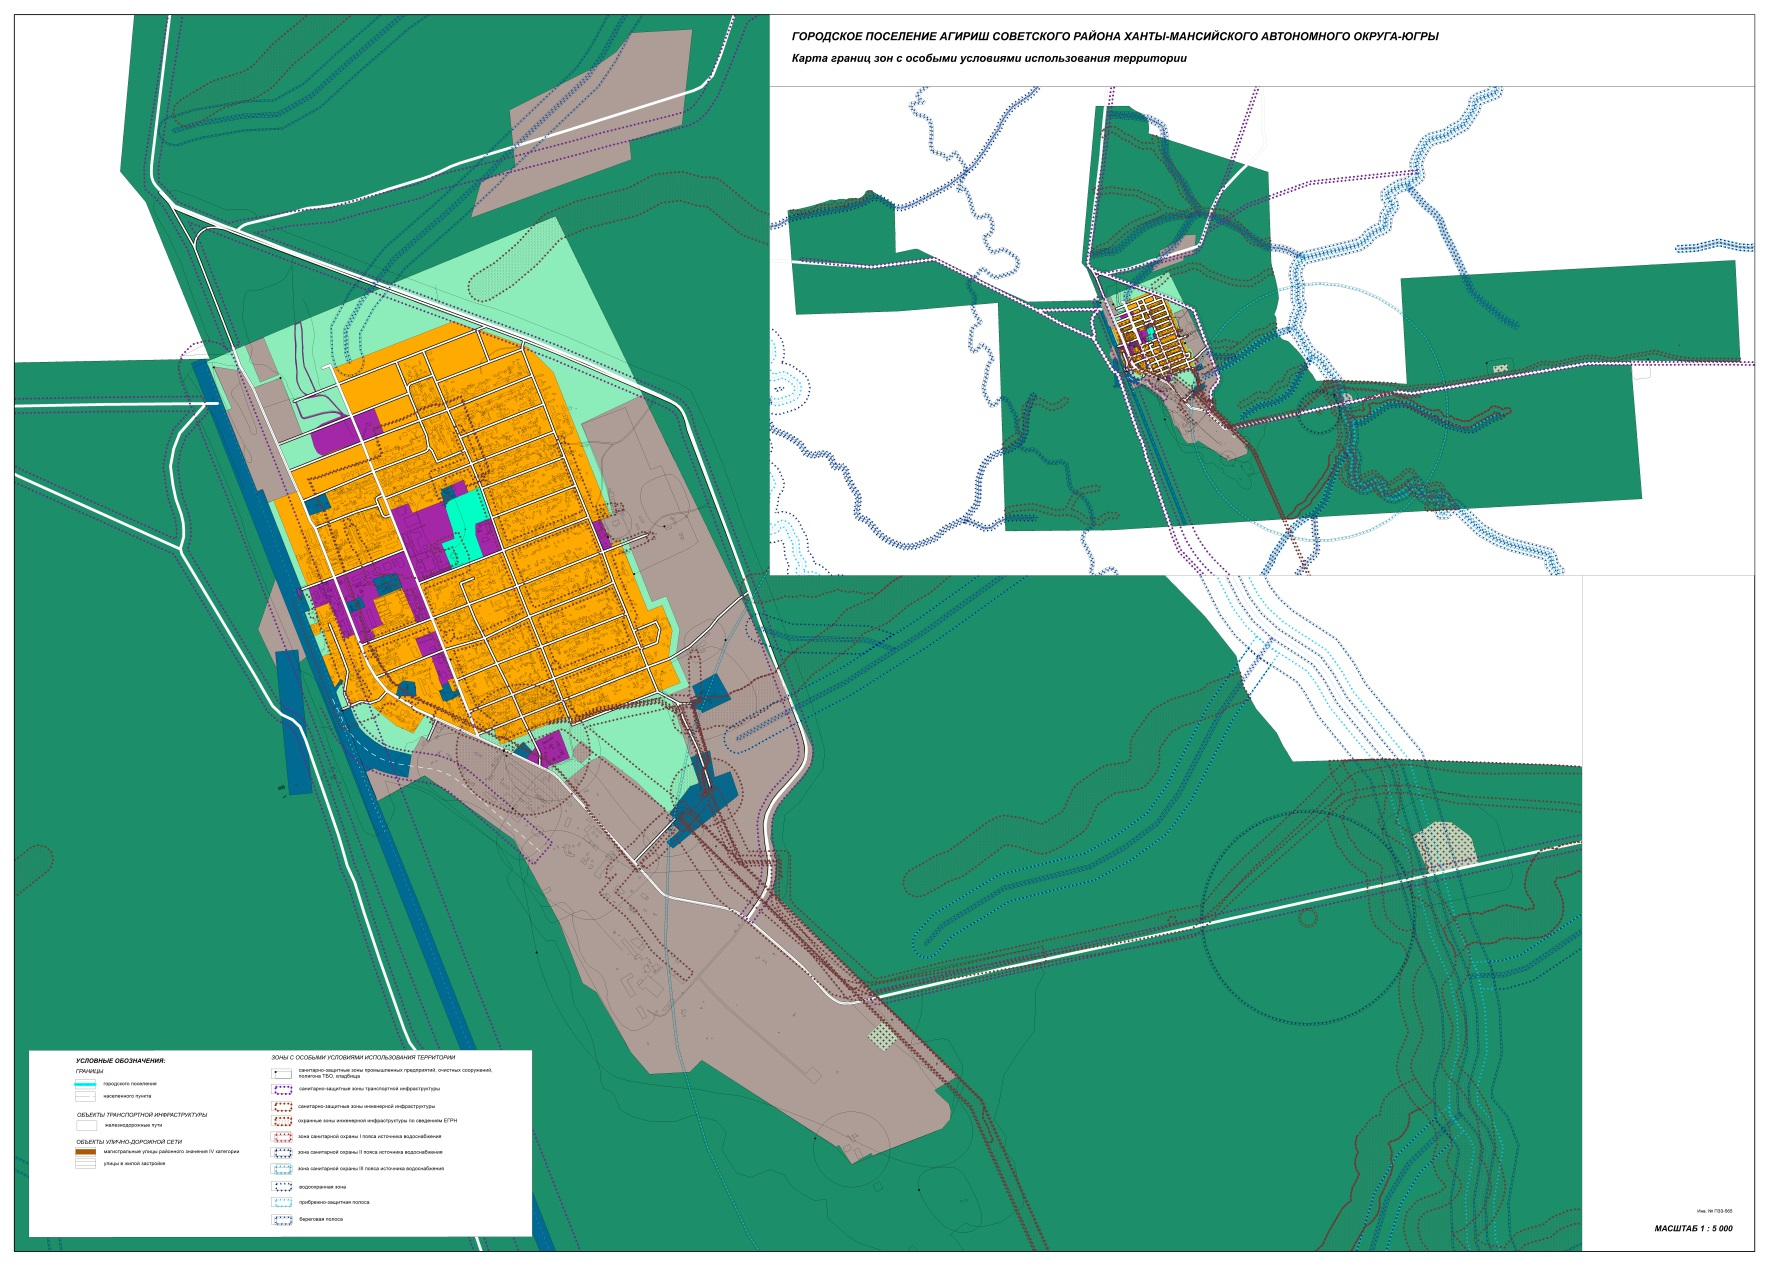 ГОРОДСКОЕ ПОСЕЛЕНИЕ АГИРИШ СОВЕТСКОГО РАЙОНА ХАНТЫ-МАНСИЙСКОГО АВТОНОМНОГО ОКРУГА-ЮГРЫ
Карта границ зон с особыми условиями использования территории
УСЛОВНЫЕ ОБОЗНАЧЕНИЯ:
ГРАНИЦЫ
городского поселения
населенного пункта
ОБЪЕКТЫ ТРАНСПОРТНОЙ ИНФРАСТРУКТУРЫ
железнодорожные пути
ОБЪЕКТЫ УЛИЧНО-ДОРОЖНОЙ СЕТИ
магистральные улицы районного значения IV категории
улицы в жилой застройке
ЗОНЫ С ОСОБЫМИ УСЛОВИЯМИ ИСПОЛЬЗОВАНИЯ ТЕРРИТОРИИ
санитарно-защитные зоны промышленных предприятий, очистных сооружений,
полигона ТБО, кладбища
санитарно-защитные зоны транспортной инфраструктуры
санитарно-защитные зоны инженерной инфраструктуры
охранные зоны инженерной инфраструктуры по сведениям ЕГРН
зона санитарной охраны I пояса источника водоснабжения
зона санитарной охраны II пояса источника водоснабжения
зона санитарной охраны III пояса источника водоснабжения
водоохранная зона
прибрежно-защитная полоса
береговая полоса
Инв. № ПЗЗ-565
МАСШТАБ 1 : 5 000